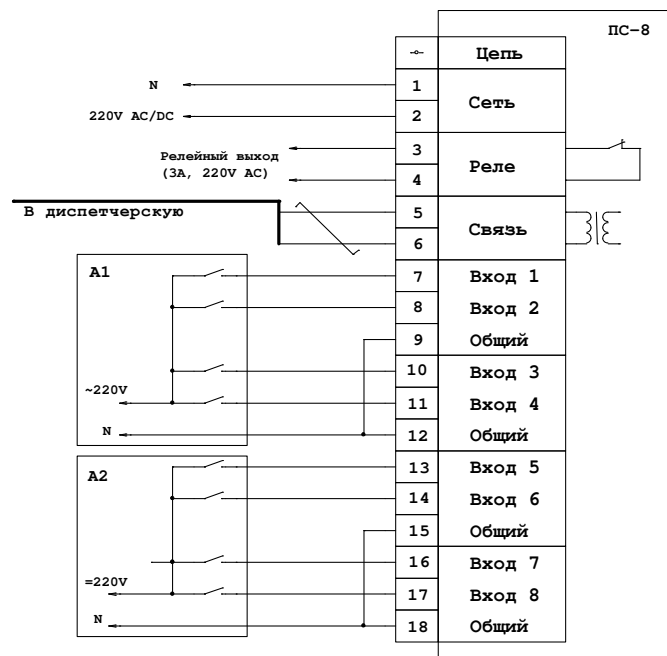 ПС-8
Цепь
N
1
Сеть
220V AC/DC
2
3
Реле
Релейный выход
(3А, 220V AC)
4
В диспетчерскую
5
Связь
6
А1
7 Вход 1
8 Вход 2
9 Общий
10 Вход 3
~220V
11 Вход 4
N
12 Общий
А2
13 Вход 5
14 Вход 6
15 Общий
16 Вход 7
=220V
17 Вход 8
N
18 Общий